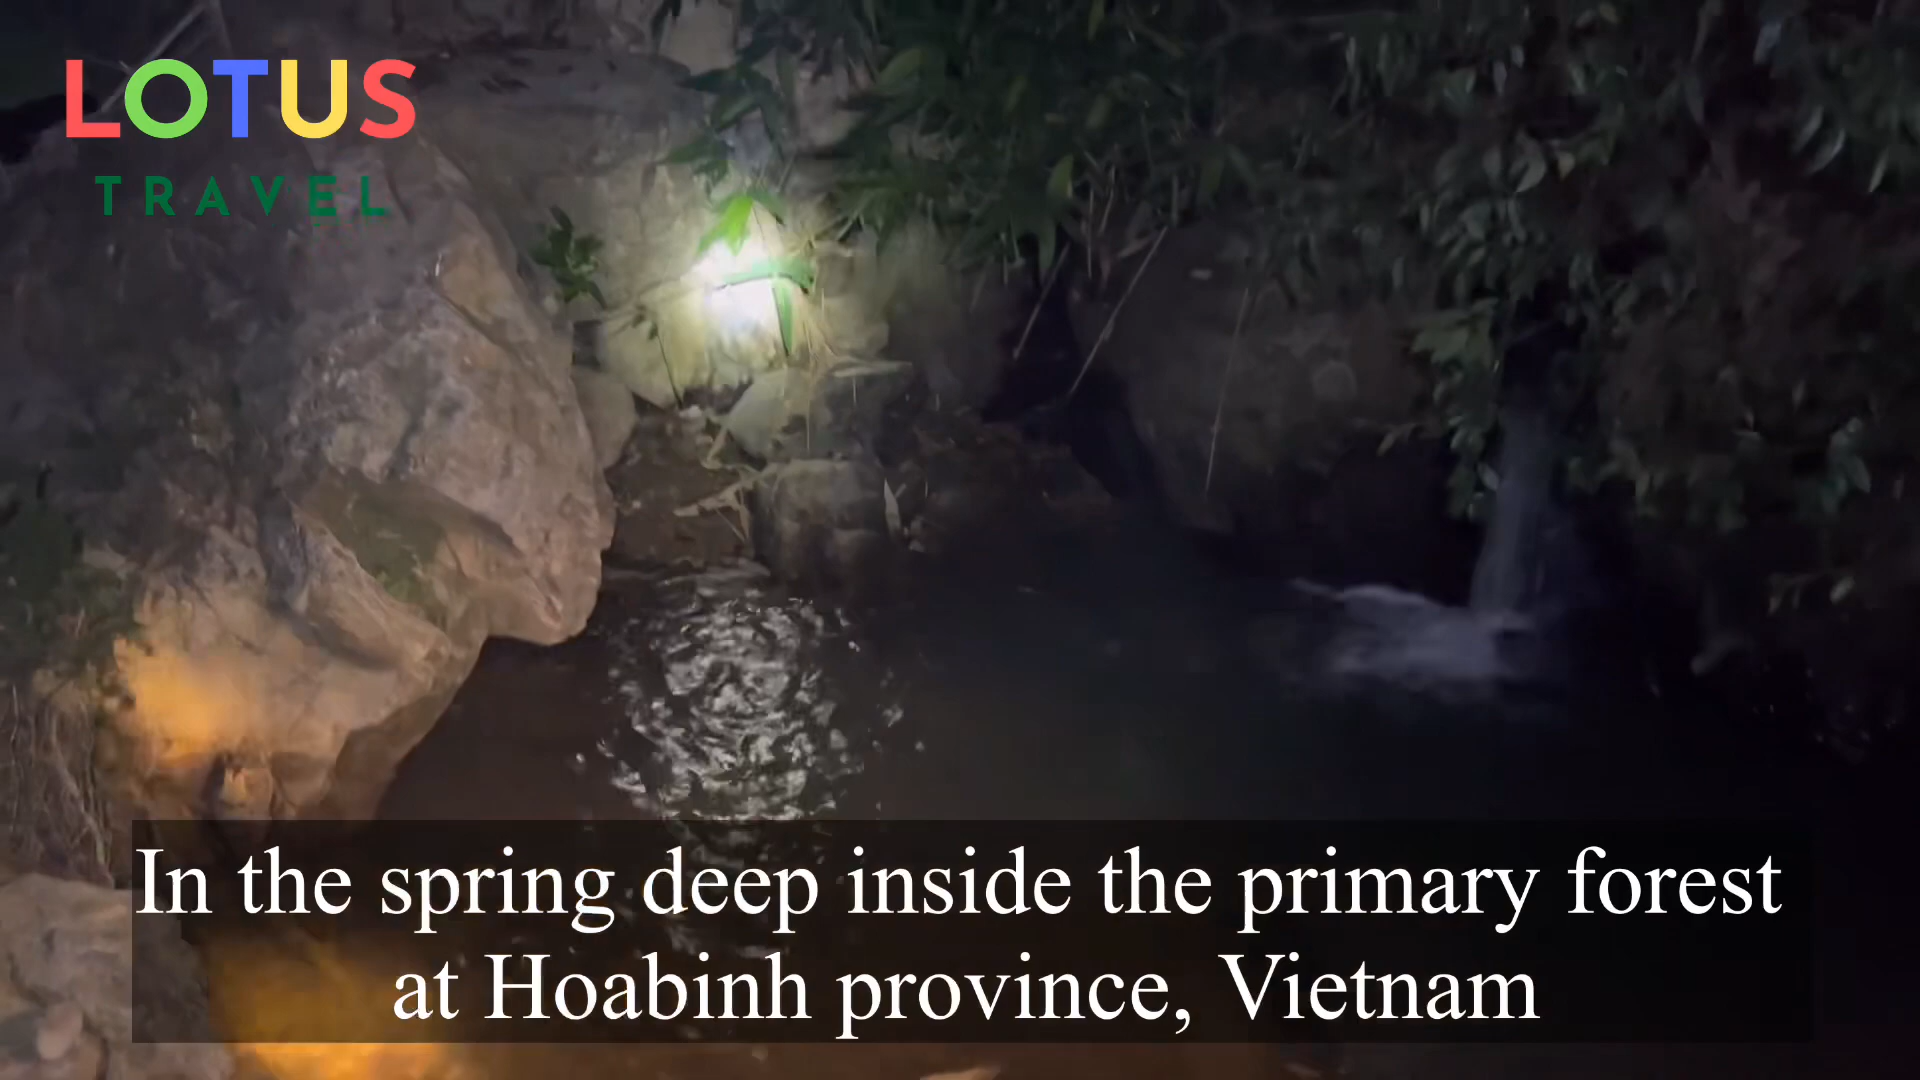 LOTUS
TRAVEL
In the spring deep inside the primary forest
at Hoabinh province, Vietnam